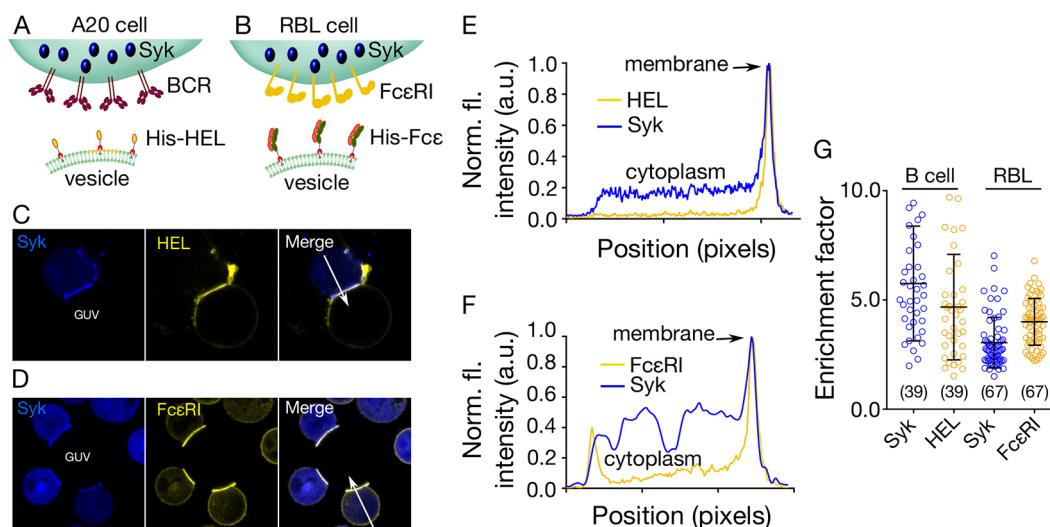 A
A20 cell
Syk
BCR
His-HEL
vesicle
B
RBL cell
Syk
FcεRI
His-Fcε
vesicle
C
Syk
GUV
HEL
Merge
D
Syk
GUV
FcεRI
Merge
E
Norm. fl.
intensity (a.u.)
1.0
0.8
0.6
0.4
0.2
0.0
membrane
HEL
Syk
cytoplasm
Position (pixels)
F
Norm. fl.
intensity (a.u.)
1.0
0.8
0.6
0.4
0.2
0.0
membrane
FcεRI
Syk
cytoplasm
Position (pixels)
G
B cell
RBL
Enrichment factor
10.0
5.0
0.0
(39)
(39)
(67)
(67)
Syk
HEL
Syk
FcεRI